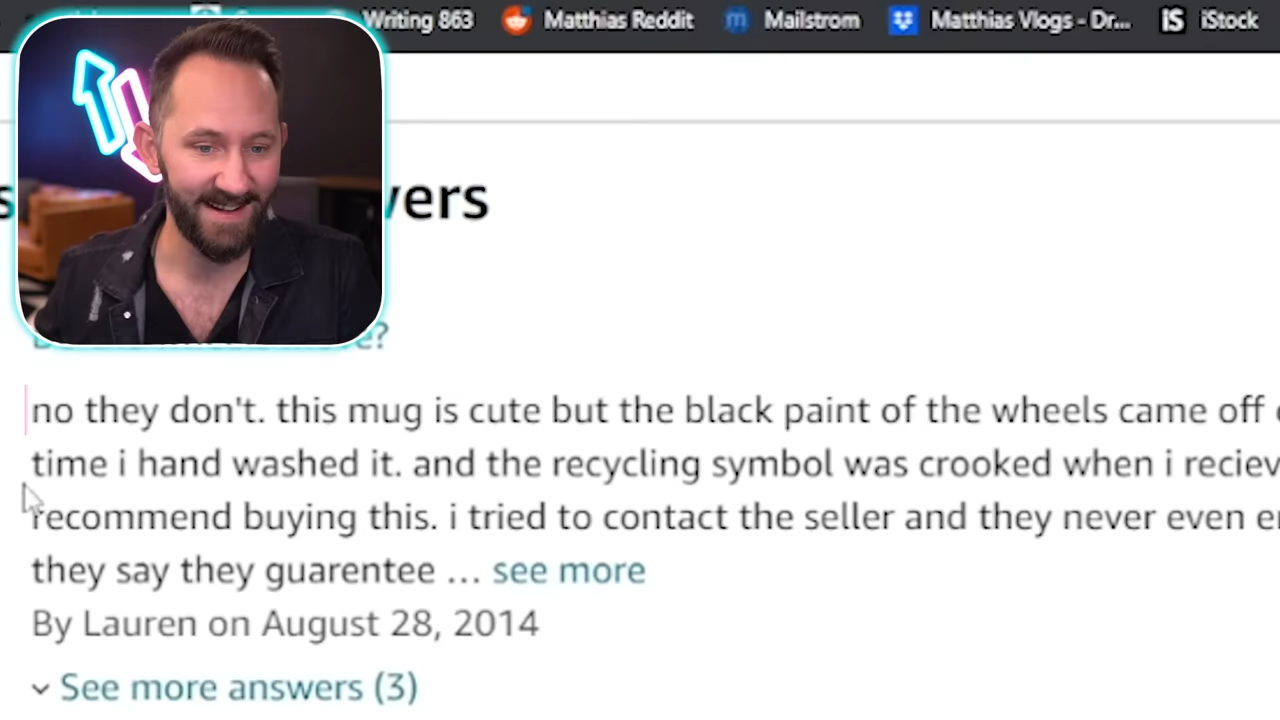 Writing 863 Matthias Reddit Mailstrom Matthias Vlogs - Dr... iS iStock
no they don't. this mug is cute but the black paint of the wheels came off
time i hand washed it. and the recycling symbol was crooked when i reciev
recommend buying this. i tried to contact the seller and they never even
they say they guarentee ... see more
By Lauren on August 28, 2014
See more answers (3)